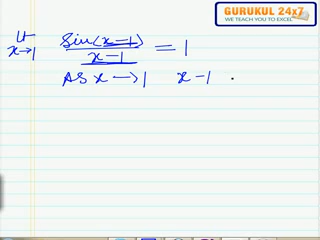 GURUKUL 24x7
WE TEACH YOU TO EXCEL
lt x→1 sin(x-1)/x-1 = 1
AS x → 1 x-1